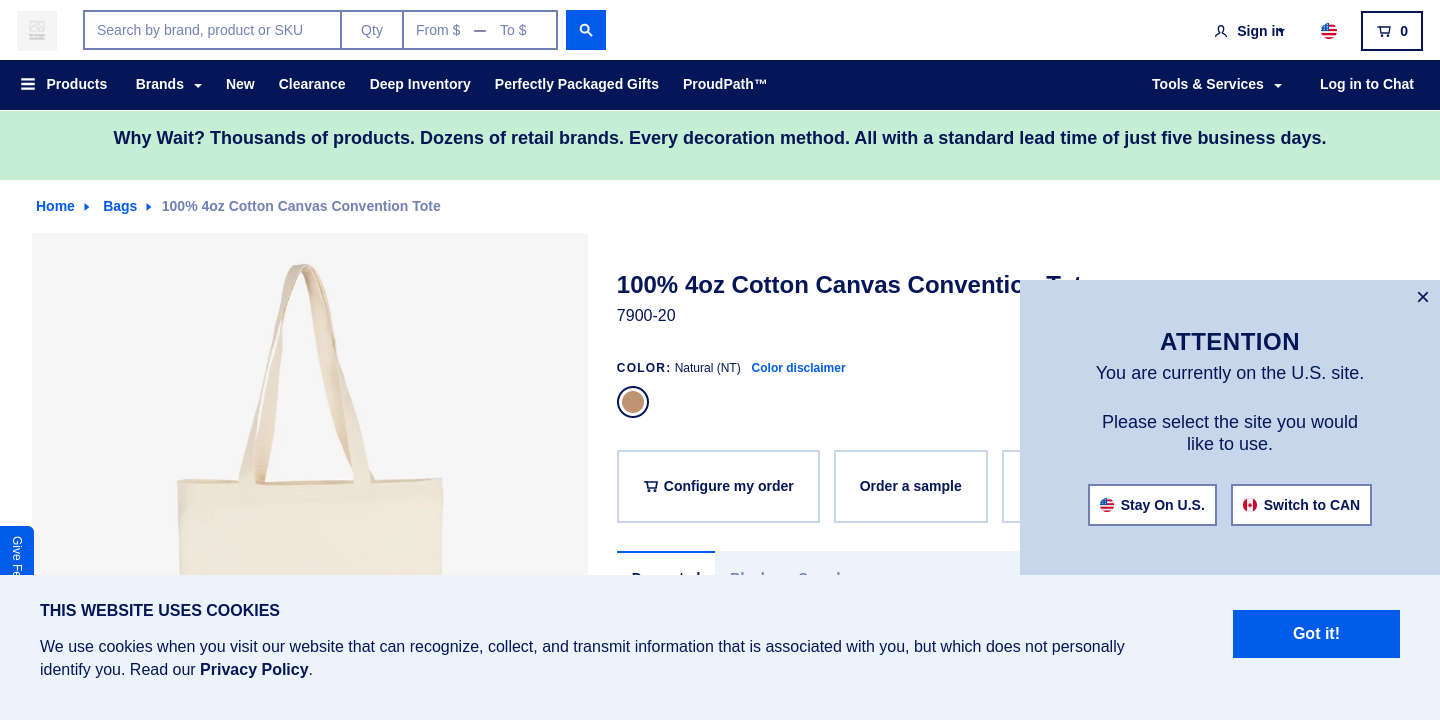 Search by brand, product or SKU Qty From $ — To $ Sign in 0
Products Brands New Clearance Deep Inventory Perfectly Packaged Gifts ProudPath™ Tools & Services Log in to Chat
Why Wait? Thousands of products. Dozens of retail brands. Every decoration method. All with a standard lead time of just five business days.
Home Bags 100% 4oz Cotton Canvas Convention Tote
100% 4oz Cotton Canvas Convention
7900-20
COLOR: Natural (NT) Color disclaimer
Configure my order Order a sample
×
ATTENTION
You are currently on the U.S. site.
Please select the site you would
like to use.
Stay On U.S. Switch to CAN
Give
THIS WEBSITE USES COOKIES
We use cookies when you visit our website that can recognize, collect, and transmit information that is associated with you, but which does not personally
identify you. Read our Privacy Policy.
Got it!